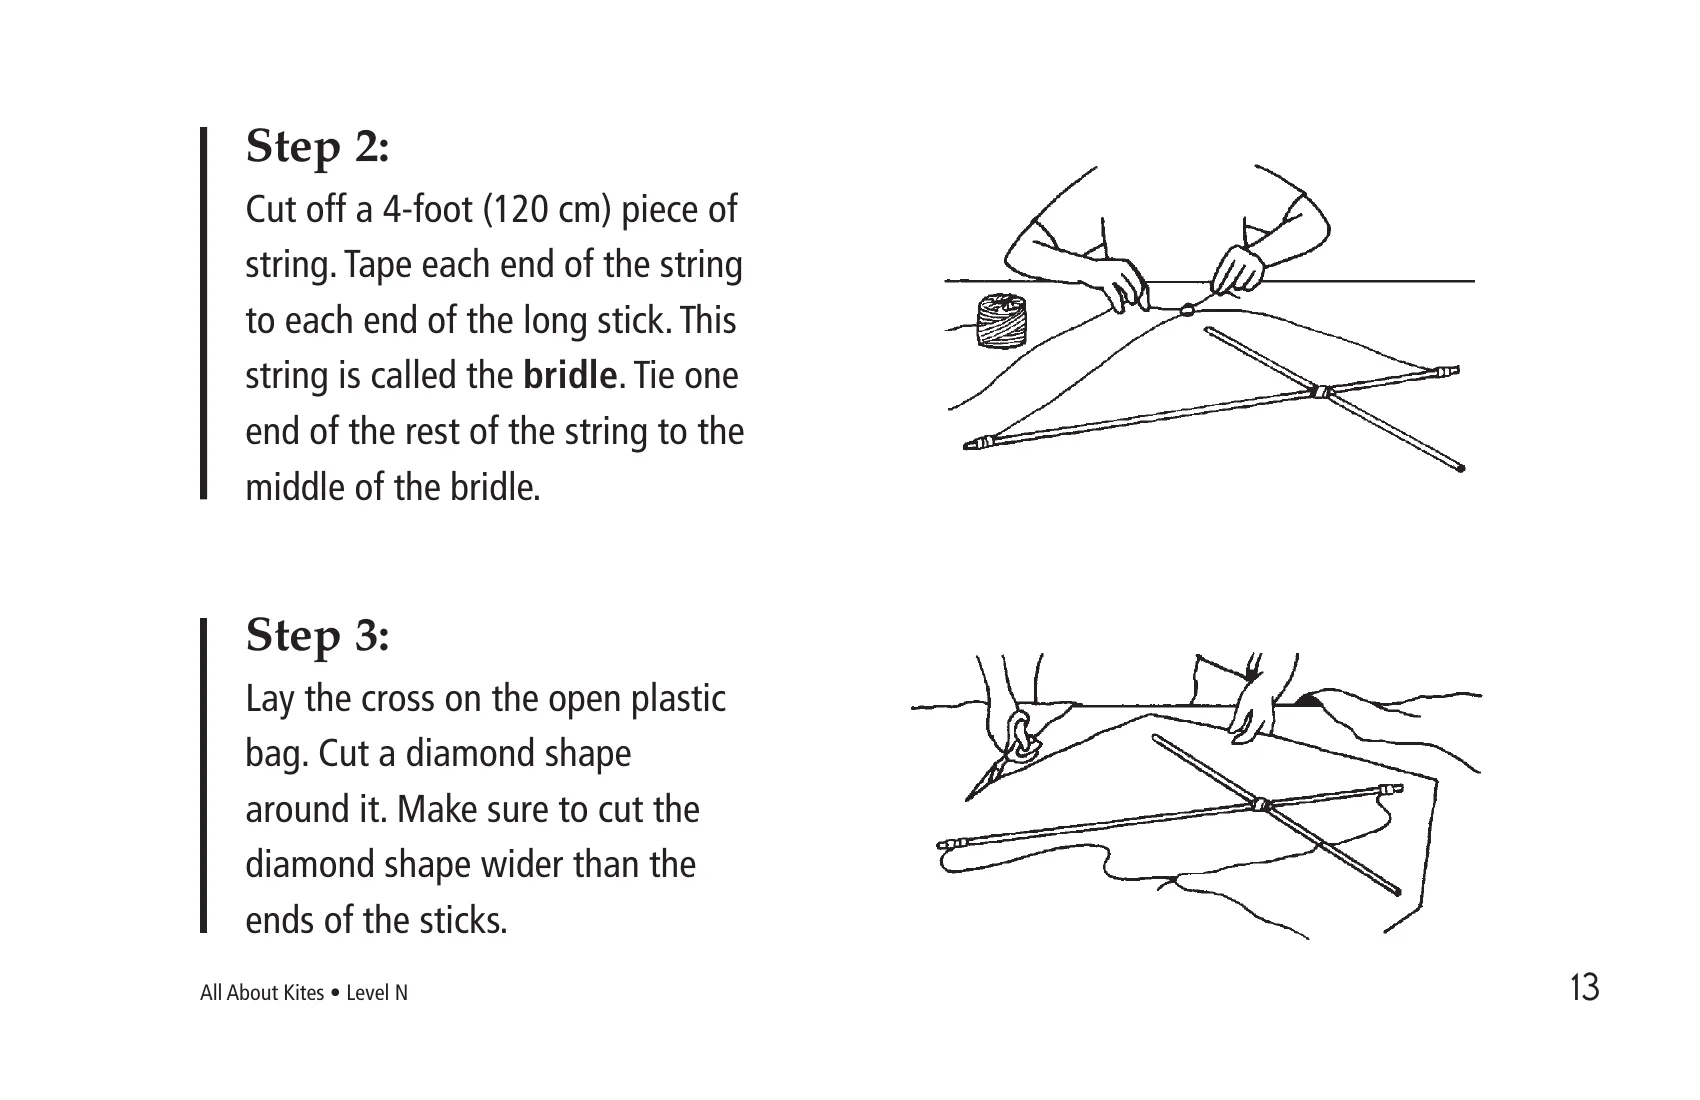 Step 2:
Cut off a 4-foot (120 cm) piece of
string. Tape each end of the string
to each end of the long stick. This
string is called the bridle. Tie one
end of the rest of the string to the
middle of the bridle.
Step 3:
Lay the cross on the open plastic
bag. Cut a diamond shape
around it. Make sure to cut the
diamond shape wider than the
ends of the sticks.
All About Kites • Level N
13